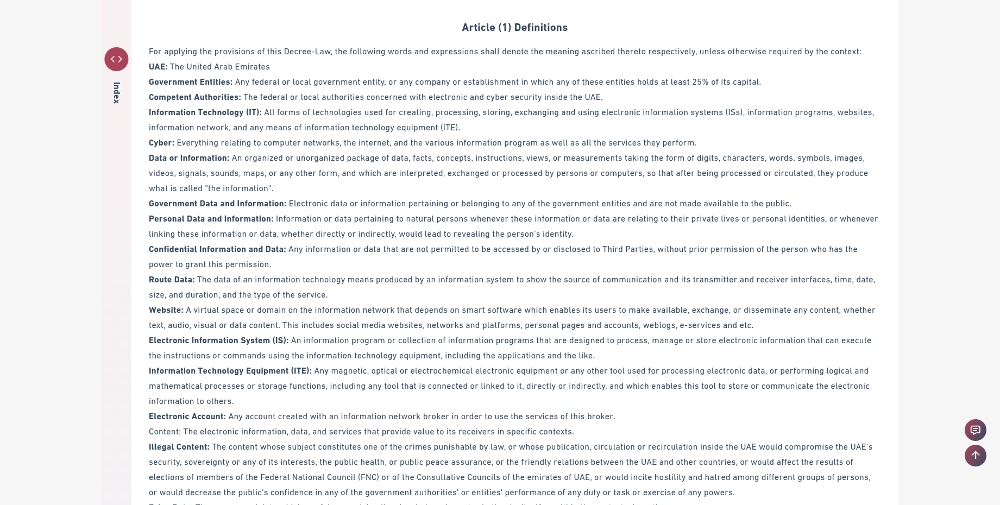 Article (1) Definitions
For applying the provisions of this Decree-Law, the following words and expressions shall denote the meaning ascribed thereto respectively, unless otherwise required by the context:
UAE: The United Arab Emirates
Index
Government Entities: Any federal or local government entity, or any company or establishment in which any of these entities holds at least 25% of its capital.
Competent Authorities: The federal or local authorities concerned with electronic and cyber security inside the UAE.
Information Technology (IT): All forms of technologies used for creating, processing, storing, exchanging and using electronic information systems (ISs), information programs, websites,
information network, and any means of information technology equipment (ITE).
Cyber: Everything relating to computer networks, the internet, and the various information program as well as all the services they perform.
Data or Information: An organized or unorganized package of data, facts, concepts, instructions, views, or measurements taking the form of digits, characters, words, symbols, images,
videos, signals, sounds, maps, or any other form, and which are interpreted, exchanged or processed by persons or computers, so that after being processed or circulated, they produce
what is called "the information".
Government Data and Information: Electronic data or information pertaining or belonging to any of the government entities and are not made available to the public.
Personal Data and Information: Information or data pertaining to natural persons whenever these information or data are relating to their private lives or personal identities, or whenever
linking these information or data, whether directly or indirectly, would lead to revealing the person's identity.
Confidential Information and Data: Any information or data that are not permitted to be accessed by or disclosed to Third Parties, without prior permission of the person who has the
power to grant this permission.
Route Data: The data of an information technology means produced by an information system to show the source of communication and its transmitter and receiver interfaces, time, date,
size, and duration, and the type of the service.
Website: A virtual space or domain on the information network that depends on smart software which enables its users to make available, exchange, or disseminate any content, whether
text, audio, visual or data content. This includes social media websites, networks and platforms, personal pages and accounts, weblogs, e-services and etc.
Electronic Information System (IS): An information program or collection of information programs that are designed to process, manage or store electronic information that can execute
the instructions or commands using the information technology equipment, including the applications and the like.
Information Technology Equipment (ITE): Any magnetic, optical or electrochemical electronic equipment or any other tool used for processing electronic data, or performing logical and
mathematical processes or storage functions, including any tool that is connected or linked to it, directly or indirectly, and which enables this tool to store or communicate the electronic
information to others.
Electronic Account: Any account created with an information network broker in order to use the services of this broker.
Content: The electronic information, data, and services that provide value to its receivers in specific contexts.
Illegal Content: The content whose subject constitutes one of the crimes punishable by law, or whose publication, circulation or recirculation inside the UAE would compromise the UAE's
security, sovereignty or any of its interests, the public health, or public peace assurance, or the friendly relations between the UAE and other countries, or would affect the results of
elections of members of the Federal National Council (FNC) or of the Consultative Councils of the emirates of UAE, or would incite hostility and hatred among different groups of persons,
or would decrease the public's confidence in any of the government authorities' or entities' performance of any duty or task or exercise of any powers.